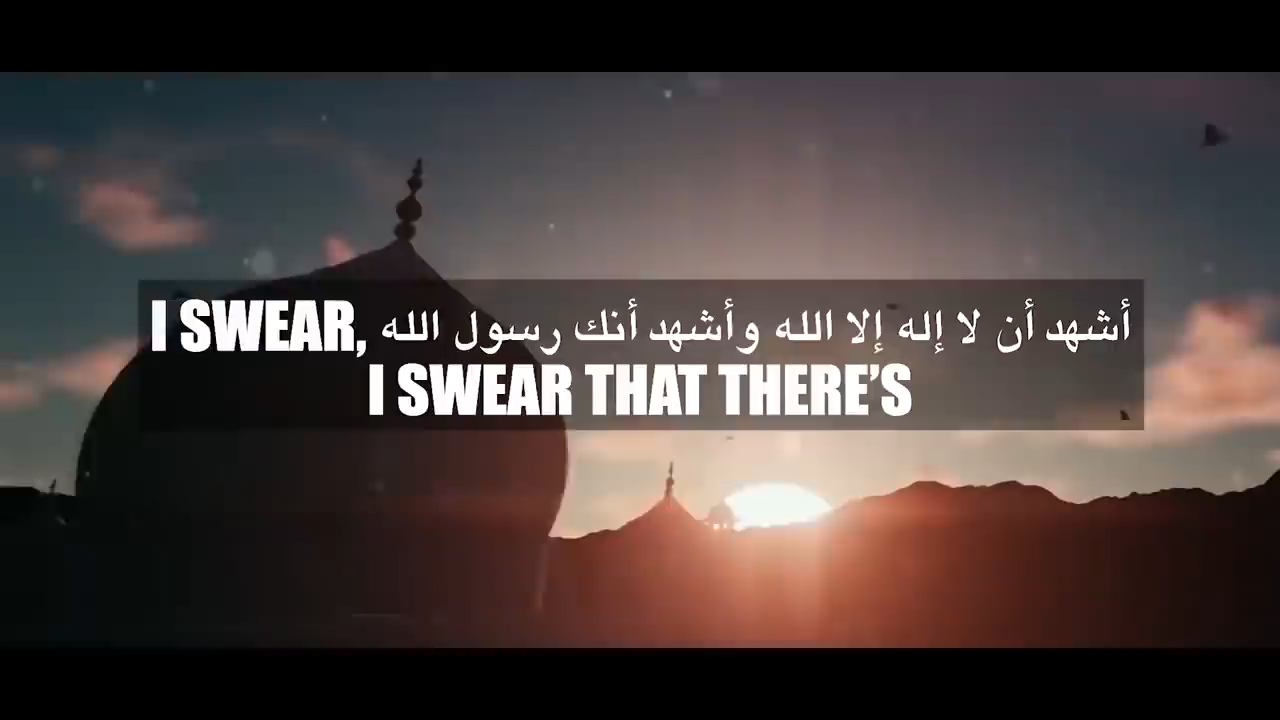 I SWEAR, أشهد أن لا إله إلا الله وأشهد أنك رسول الله
I SWEAR THAT THERE'S